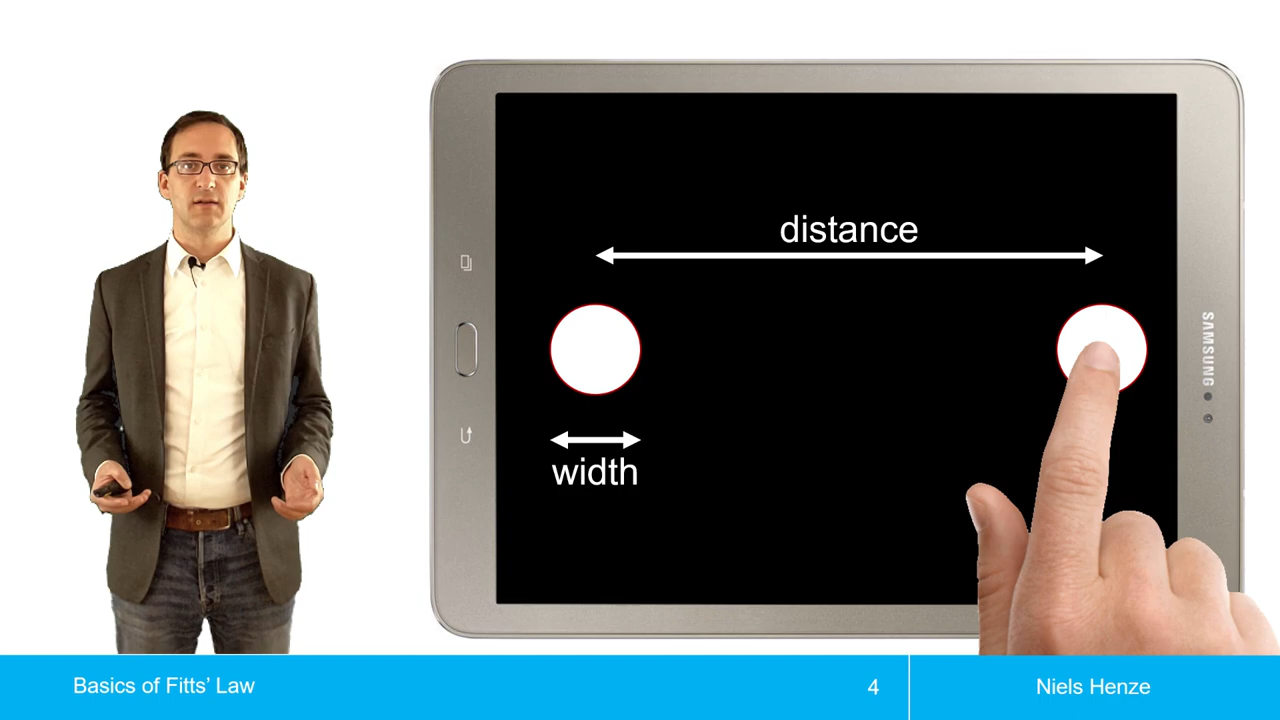 distance
width
SAMSUNG
Basics of Fitts’ Law
4
Niels Henze